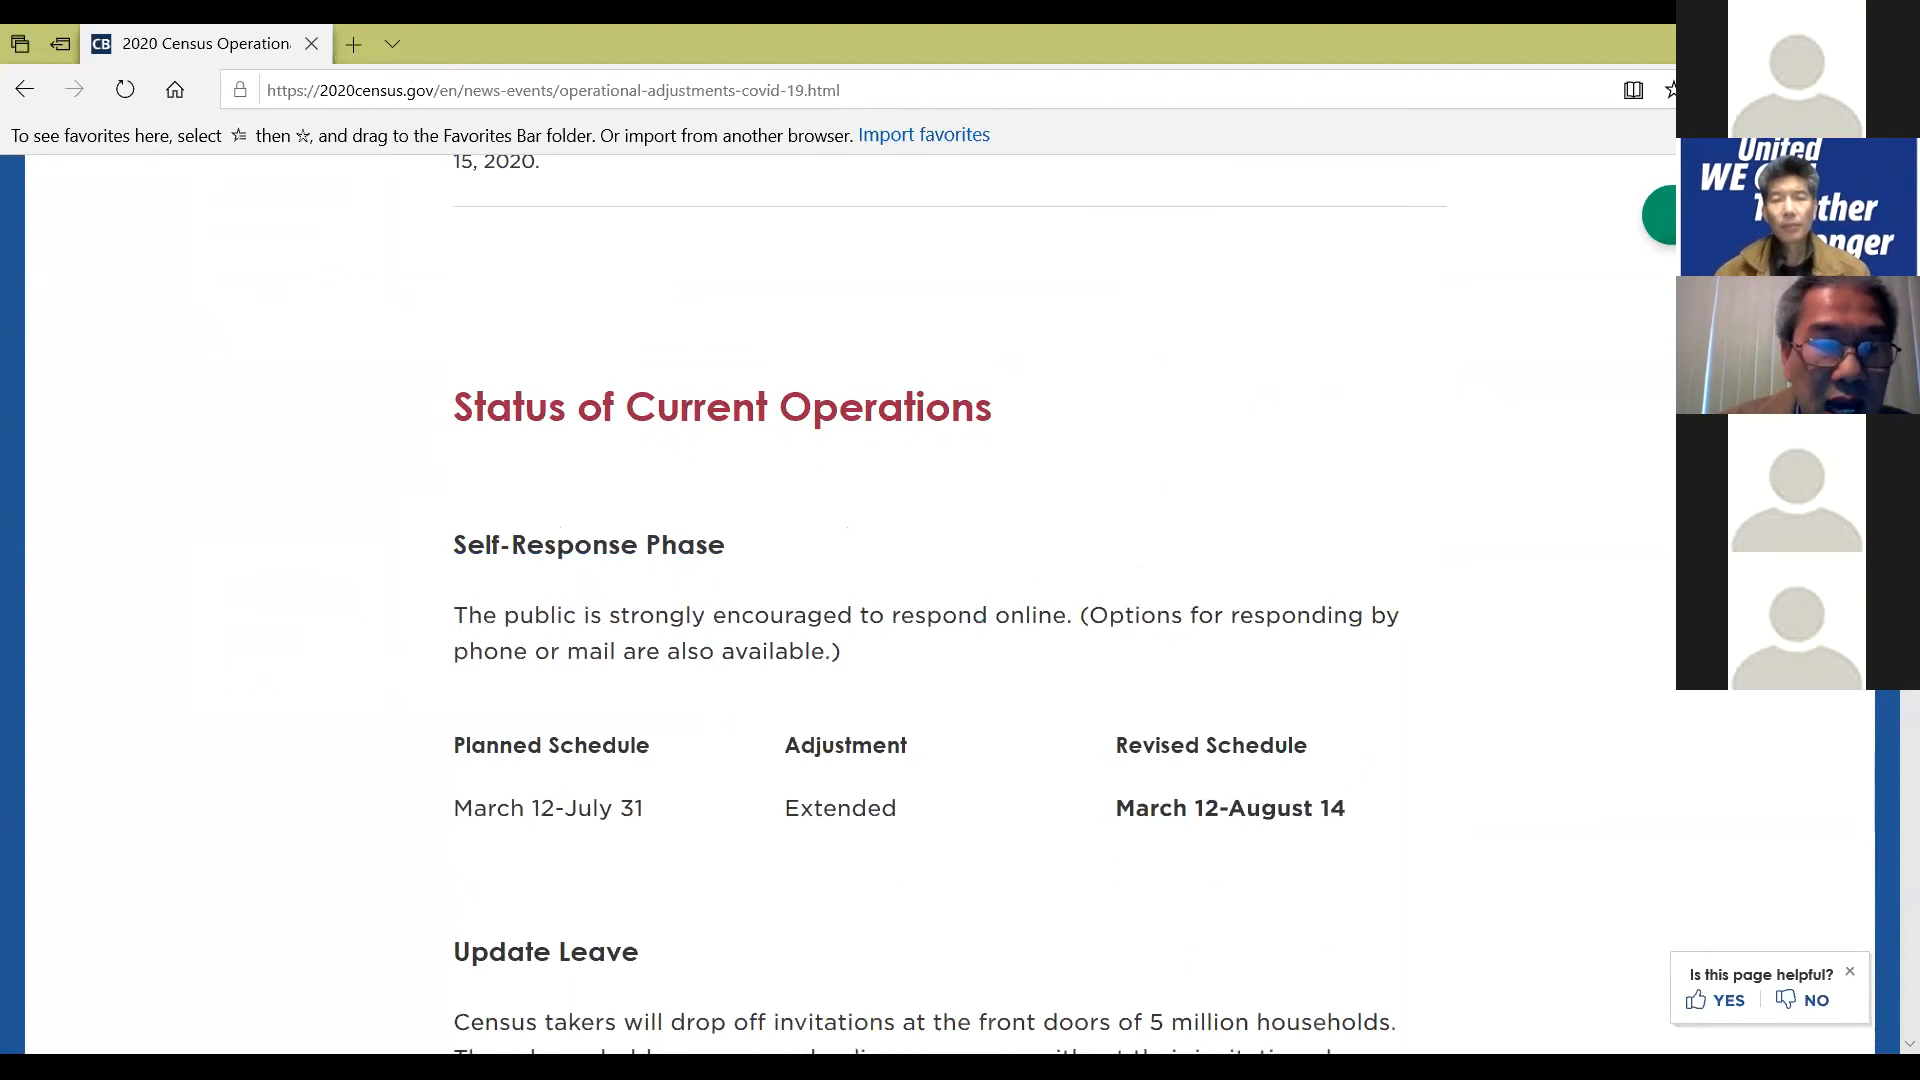 2020 Census Operation
https://2020census.gov/en/news-events/operational-adjustments-covid-19.html
To see favorites here, select then , and drag to the Favorites Bar folder. Or import from another browser. Import favorites
15, 2020.
United
WE
ther
nger
Status of Current Operations
Self-Response Phase
The public is strongly encouraged to respond online. (Options for responding by
phone or mail are also available.)
Planned Schedule Adjustment Revised Schedule
March 12-July 31 Extended March 12-August 14
Update Leave
Is this page helpful?
YES NO
Census takers will drop off invitations at the front doors of 5 million households.